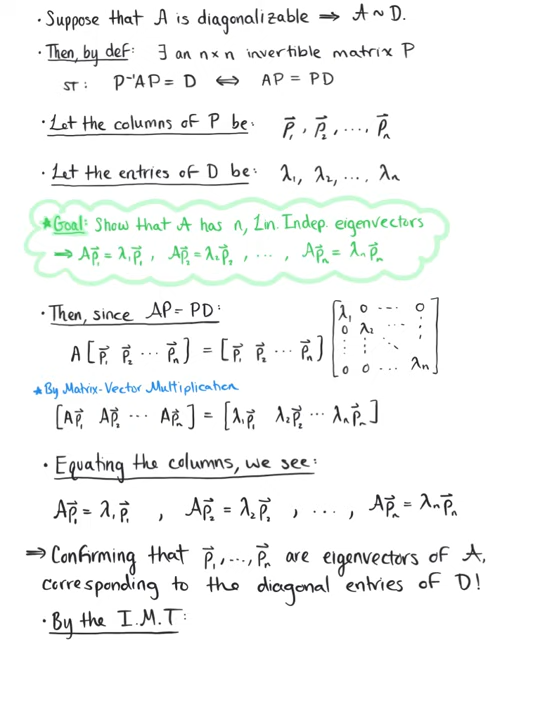 • Suppose that A is diagonalizable ⇒ A ~ D.
• Then, by def: ∃ an n×n invertible matrix P
ST: P⁻¹AP = D ⟺ AP = PD
• Let the columns of P be: p⃗₁, p⃗₂, ..., p⃗ₙ
• Let the entries of D be: λ₁, λ₂, ..., λₙ
★Goal: Show that A has n, Lin. Indep. eigenvectors
⇒ Ap⃗₁ = λ₁p⃗₁, Ap⃗₂ = λ₂p⃗₂, ..., Ap⃗ₙ = λₙp⃗ₙ
• Then, since AP = PD:
A[p⃗₁ p⃗₂ ... p⃗ₙ] = [p⃗₁ p⃗₂ ... p⃗ₙ] [λ₁ 0 ... 0
0 λ₂ ... ⋮
⋮ ⋮ ⋱ ⋮
0 0 ... λₙ]
★By Matrix-Vector Multiplication
[Ap⃗₁ Ap⃗₂ ... Ap⃗ₙ] = [λ₁p⃗₁ λ₂p⃗₂ ... λₙp⃗ₙ]
• Equating the columns, we see:
Ap⃗₁ = λ₁p⃗₁, Ap⃗₂ = λ₂p⃗₂, ..., Ap⃗ₙ = λₙp⃗ₙ
⇒ Confirming that p⃗₁, ..., p⃗ₙ are eigenvectors of A,
corresponding to the diagonal entries of D!
• By the I.M.T: